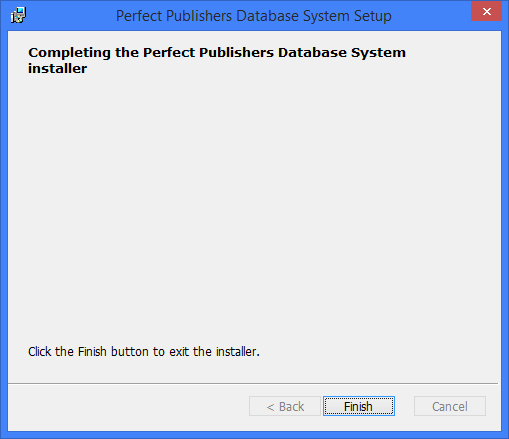 Perfect Publishers Database System Setup
Completing the Perfect Publishers Database System
installer
Click the Finish button to exit the installer.
< Back Finish Cancel